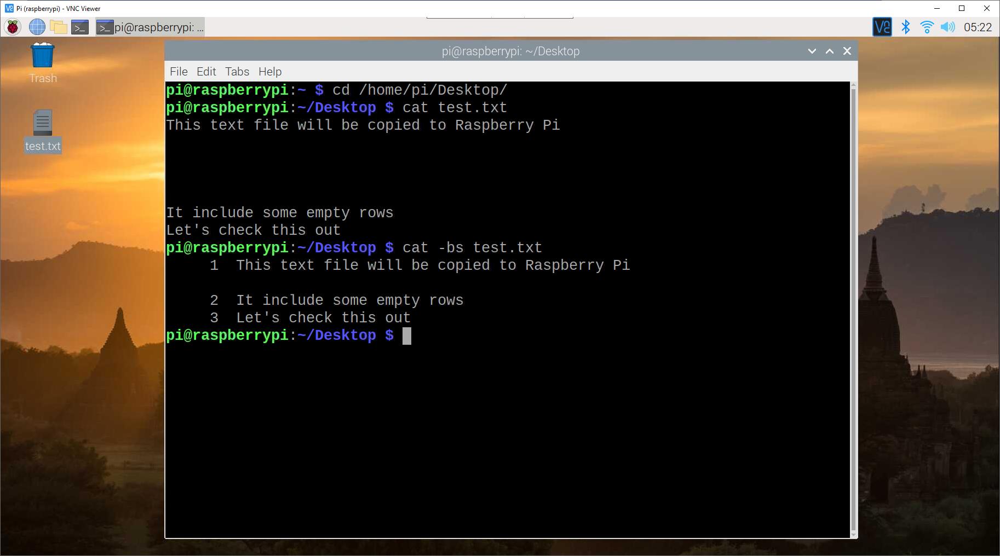 Pi (raspberrypi) - VNC Viewer
pi@raspberrypi: ...
05:22
Trash
test.txt
pi@raspberrypi: ~/Desktop
File Edit Tabs Help
pi@raspberrypi:~ $ cd /home/pi/Desktop/
pi@raspberrypi:~/Desktop $ cat test.txt
This text file will be copied to Raspberry Pi
It include some empty rows
Let's check this out
pi@raspberrypi:~/Desktop $ cat -bs test.txt
1 This text file will be copied to Raspberry Pi
2 It include some empty rows
3 Let's check this out
pi@raspberrypi:~/Desktop $